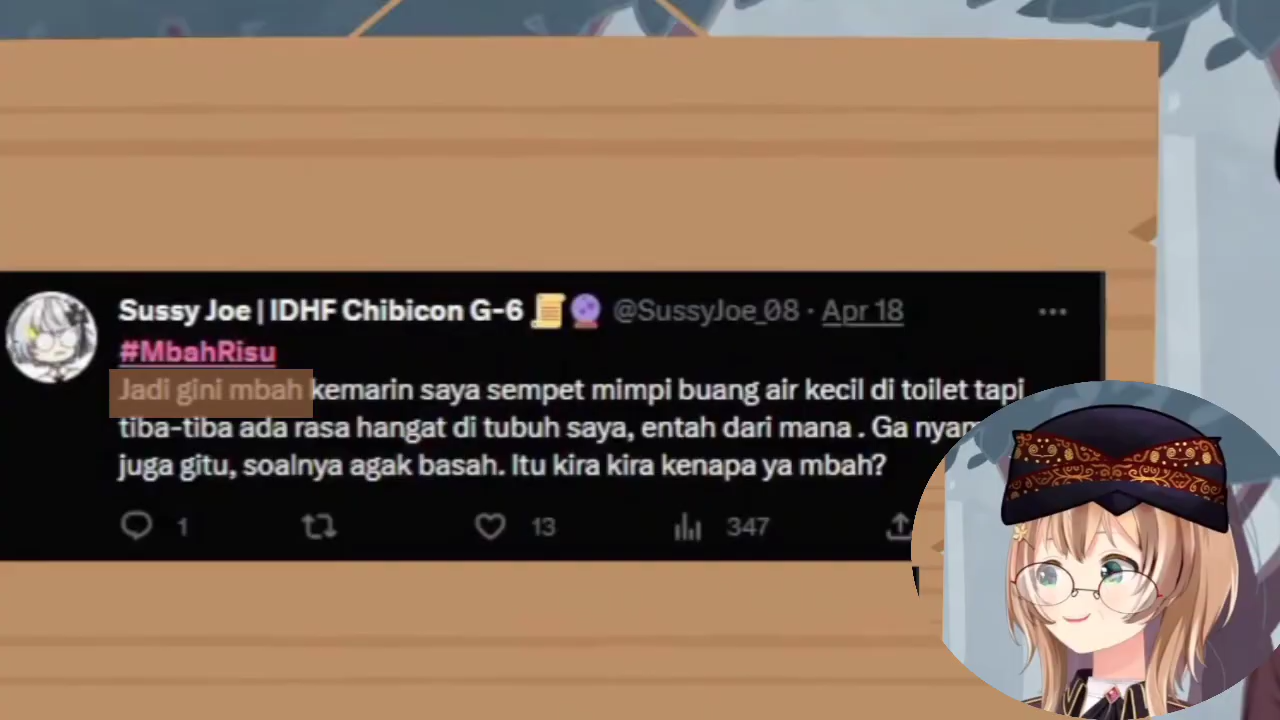 Sussy Joe | IDHF Chibicon G-6 📜🔮 @SussyJoe_08 · Apr 18
#MbahRisu
Jadi gini mbah kemarin saya sempet mimpi buang air kecil di toilet tapi
tiba-tiba ada rasa hangat di tubuh saya, entah dari mana . Ga
juga gitu, soalnya agak basah. Itu kira kira kenapa ya mbah?
1 13 347